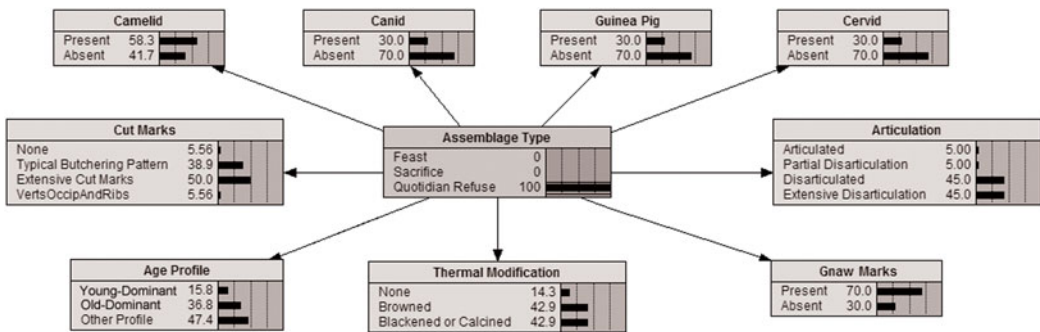 Camelid
Present 58.3
Absent 41.7
Canid
Present 30.0
Absent 70.0
Guinea Pig
Present 30.0
Absent 70.0
Cervid
Present 30.0
Absent 70.0
Cut Marks
None 5.56
Typical Butchering Pattern 38.9
Extensive Cut Marks 50.0
VertsOccipAndRibs 5.56
Assemblage Type
Feast 0
Sacrifice 0
Quotidian Refuse 100
Articulation
Articulated 5.00
Partial Disarticulation 5.00
Disarticulated 45.0
Extensive Disarticulation 45.0
Age Profile
Young-Dominant 15.8
Old-Dominant 36.8
Other Profile 47.4
Thermal Modification
None 14.3
Browned 42.9
Blackened or Calcined 42.9
Gnaw Marks
Present 70.0
Absent 30.0